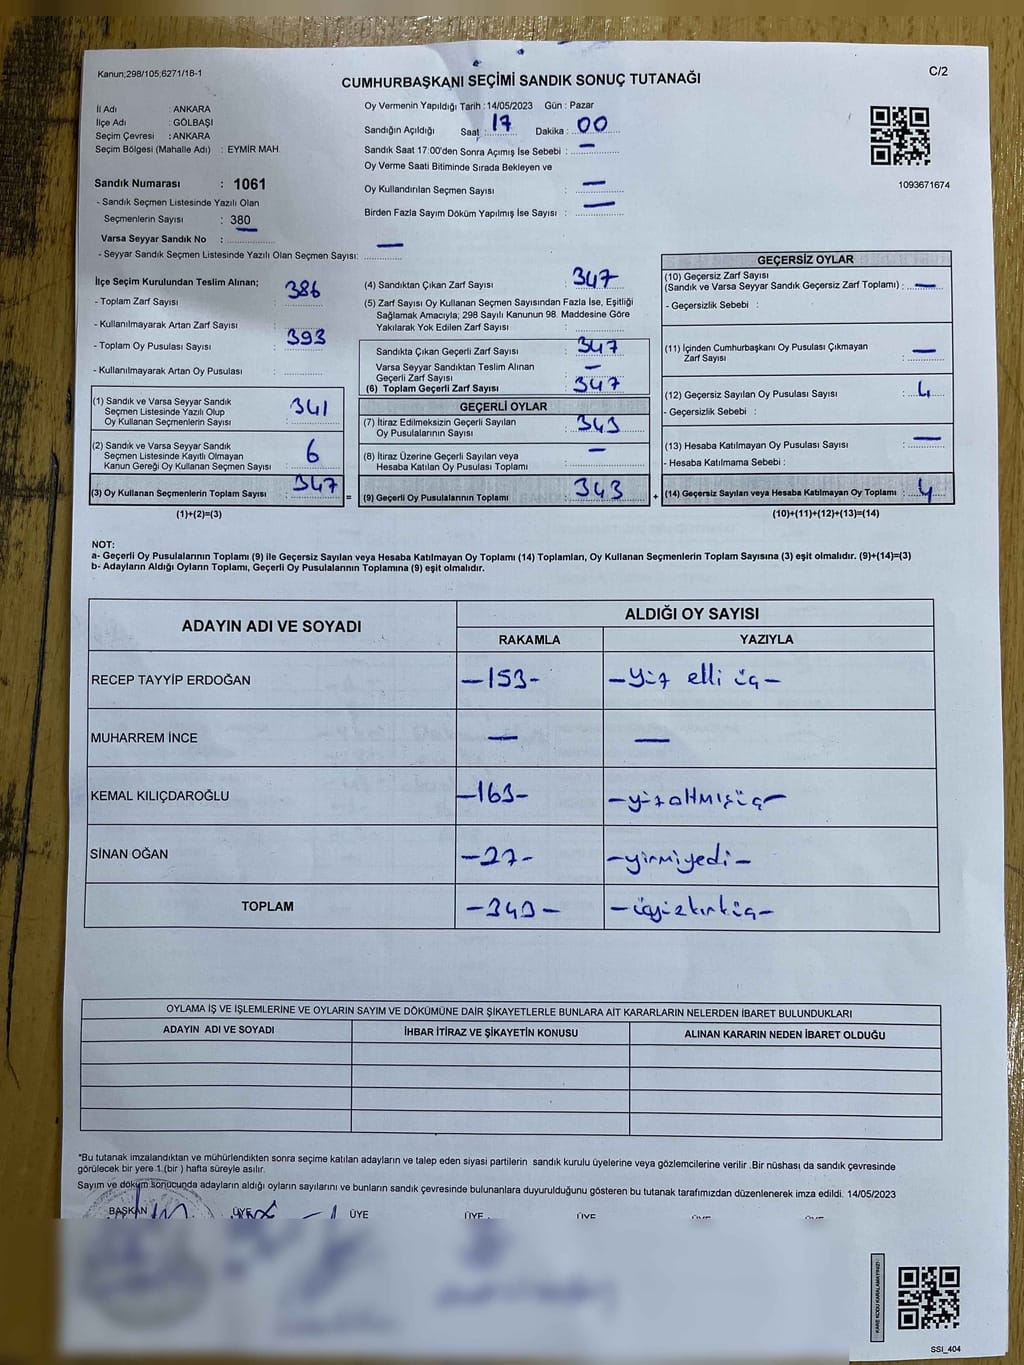 Kanun;298/105;6271/18-1
C/2
CUMHURBAŞKANI SEÇİMİ SANDIK SONUÇ TUTANAĞI
İl Adı : ANKARA
İlçe Adı : GÖLBAŞI
Seçim Çevresi : ANKARA
Seçim Bölgesi (Mahalle Adı) : EYMİR MAH.
Sandık Numarası : 1061
- Sandık Seçmen Listesinde Yazılı Olan
Seçmenlerin Sayısı : 380
Varsa Seyyar Sandık No :
- Seyyar Sandık Seçmen Listesinde Yazılı Olan Seçmen Sayısı: —
Oy Vermenin Yapıldığı Tarih :14/05/2023 Gün : Pazar
Sandığın Açıldığı Saat : 17 Dakika : 00
Sandık Saat 17:00'den Sonra Açımış İse Sebebi : —
Oy Verme Saati Bitiminde Sırada Bekleyen ve
Oy Kullandırılan Seçmen Sayısı : —
Birden Fazla Sayım Döküm Yapılmış İse Sayısı : —
1093671674
İlçe Seçim Kurulundan Teslim Alınan;
- Toplam Zarf Sayısı : 386
- Kullanılmayarak Artan Zarf Sayısı :
- Toplam Oy Pusulası Sayısı : 393
- Kullanılmayarak Artan Oy Pusulası :
(1) Sandık ve Varsa Seyyar Sandık
Seçmen Listesinde Yazılı Olup
Oy Kullanan Seçmenlerin Sayısı : 341
(2) Sandık ve Varsa Seyyar Sandık
Seçmen Listesinde Kayıtlı Olmayan
Kanun Gereği Oy Kullanan Seçmen Sayısı : 6
(3) Oy Kullanan Seçmenlerin Toplam Sayısı : 347
(1)+(2)=(3)
(4) Sandıktan Çıkan Zarf Sayısı : 347
(5) Zarf Sayısı Oy Kullanan Seçmen Sayısından Fazla İse, Eşitliği
Sağlamak Amacıyla; 298 Sayılı Kanunun 98. Maddesine Göre
Yakılarak Yok Edilen Zarf Sayısı :
Sandıkta Çıkan Geçerli Zarf Sayısı : 347
Varsa Seyyar Sandıktan Teslim Alınan
Geçerli Zarf Sayısı : —
(6) Toplam Geçerli Zarf Sayısı : 347
GEÇERLİ OYLAR
(7) İtiraz Edilmeksizin Geçerli Sayılan
Oy Pusulalarının Sayısı : 343
(8) İtiraz Üzerine Geçerli Sayılan veya
Hesaba Katılan Oy Pusulası Toplamı : —
= (9) Geçerli Oy Pusulalarının Toplamı : 343
GEÇERSİZ OYLAR
(10) Geçersiz Zarf Sayısı
(Sandık ve Varsa Seyyar Sandık Geçersiz Zarf Toplamı) : —
- Geçersizlik Sebebi :
(11) İçinden Cumhurbaşkanı Oy Pusulası Çıkmayan
Zarf Sayısı : —
(12) Geçersiz Sayılan Oy Pusulası Sayısı : 4
- Geçersizlik Sebebi :
(13) Hesaba Katılmayan Oy Pusulası Sayısı : —
- Hesaba Katılmama Sebebi :
+ (14) Geçersiz Sayılan veya Hesaba Katılmayan Oy Toplamı : 4
(10)+(11)+(12)+(13)=(14)
NOT:
a- Geçerli Oy Pusulalarının Toplamı (9) ile Geçersiz Sayılan veya Hesaba Katılmayan Oy Toplamı (14) Toplamları, Oy Kullanan Seçmenlerin Toplam Sayısına (3) eşit olmalıdır. (9)+(14)=(3)
b- Adayların Aldığı Oyların Toplamı, Geçerli Oy Pusulalarının Toplamına (9) eşit olmalıdır.
ADAYIN ADI VE SOYADI
ALDIĞI OY SAYISI
RAKAMLA YAZIYLA
RECEP TAYYİP ERDOĞAN —153— —Yüz elli üç—
MUHARREM İNCE — —
KEMAL KILIÇDAROĞLU —163— —yüzaltmışüç—
SİNAN OĞAN —27— —yirmiyedi—
TOPLAM —343— —üçyüzkırküç—
OYLAMA İŞ VE İŞLEMLERİNE VE OYLARIN SAYIM VE DÖKÜMÜNE DAİR ŞİKAYETLERLE BUNLARA AİT KARARLARIN NELERDEN İBARET BULUNDUKLARI
ADAYIN ADI VE SOYADI İHBAR İTİRAZ VE ŞİKAYETİN KONUSU ALINAN KARARIN NEDEN İBARET OLDUĞU
*Bu tutanak imzalandıktan ve mühürlendikten sonra seçime katılan adayların ve talep eden siyasi partilerin sandık kurulu üyelerine veya gözlemcilerine verilir .Bir nüshası da sandık çevresinde
görülecek bir yere 1.(bir ) hafta süreyle asılır.
Sayım ve döküm sonucunda adayların aldığı oyların sayılarını ve bunların sandık çevresinde bulunanlara duyurulduğunu gösteren bu tutanak tarafımızdan düzenlenerek imza edildi. 14/05/2023
BAŞKAN ÜYE ÜYE ÜYE ÜYE ÜYE ÜYE
KARE KODU KARALAMAYINIZ!
SSI_404